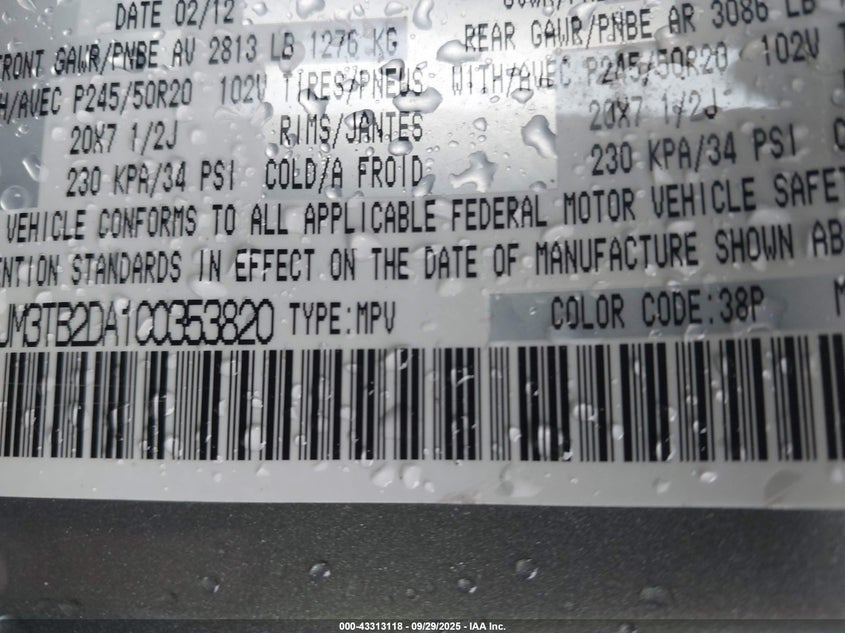 DATE 02/12
FRONT GAWR/PNBE AV 2813 LB 1276 KG REAR GAWR/PNBE AR 3086 LB
H/AVEC P245/50R20 102V TIRES/PNEUS WITH/AVEC P245/50R20 102V
20X7 1/2J RIMS/JANTES 20X7 1/2J
230 KPA/34 PSI COLD/A FROID 230 KPA/34 PSI
VEHICLE CONFORMS TO ALL APPLICABLE FEDERAL MOTOR VEHICLE SAFET
ENTION STANDARDS IN EFFECT ON THE DATE OF MANUFACTURE SHOWN AB
JM3TB2DA1C0353820 TYPE:MPV COLOR CODE:38P
000-43313118 - 09/29/2025 - IAA Inc.